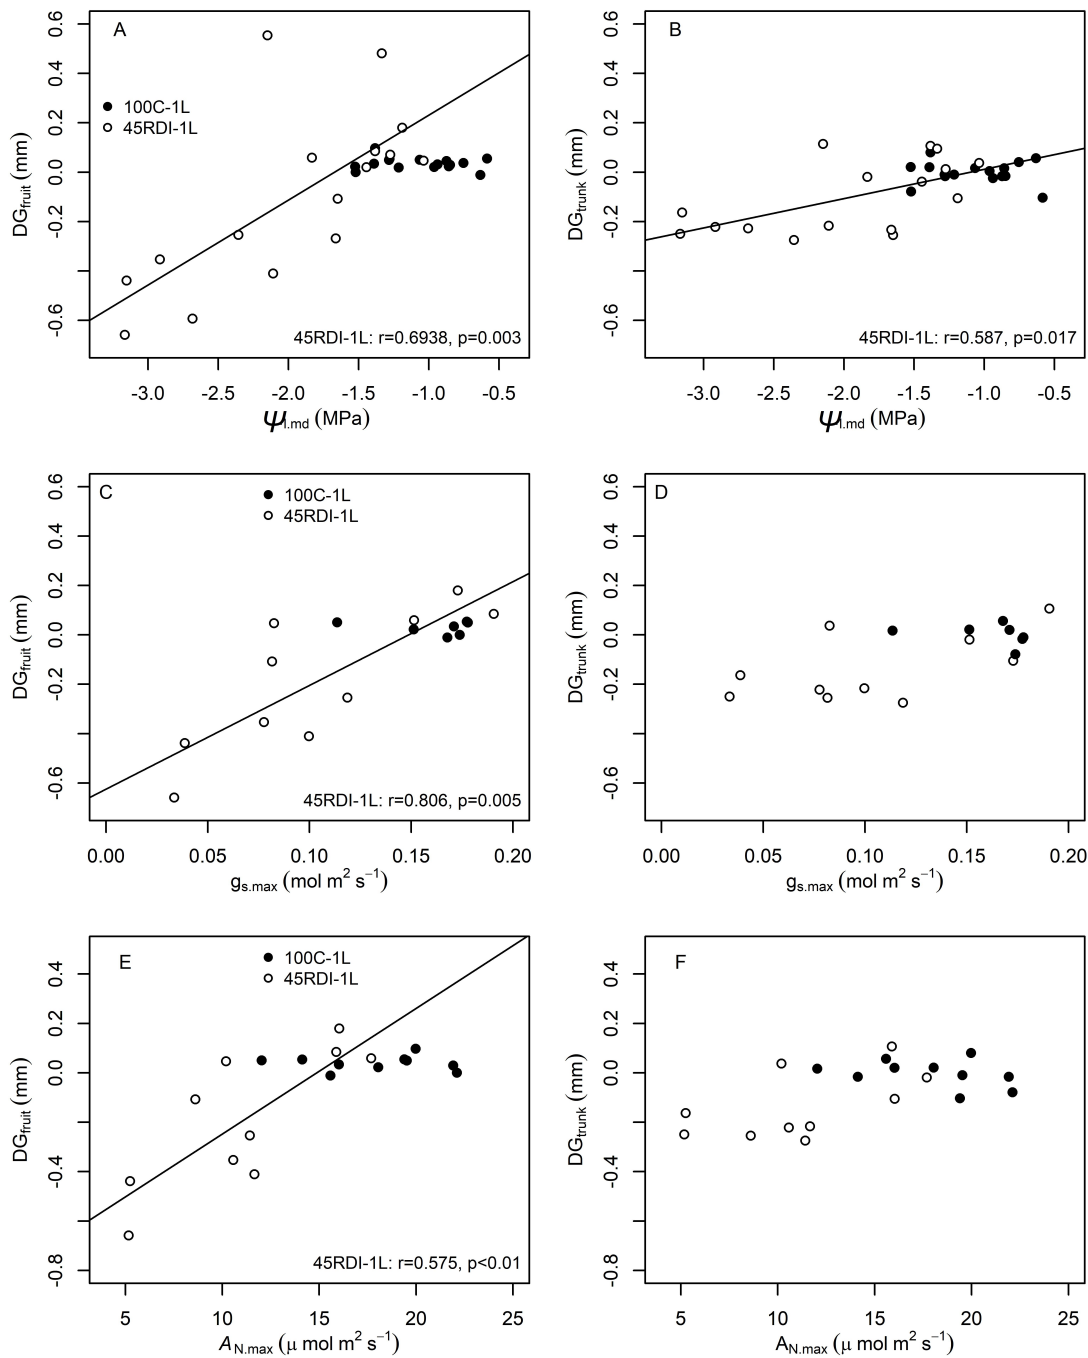 A
100C-1L
45RDI-1L
0.6
0.4
0.2
0.0
-0.2
-0.6
DGfruit (mm)
45RDI-1L: r=0.6938, p=0.003
-3.0 -2.5 -2.0 -1.5 -1.0 -0.5
Ψl.md (MPa)
B
0.6
0.4
0.2
0.0
-0.2
-0.6
DGtrunk (mm)
45RDI-1L: r=0.587, p=0.017
-3.0 -2.5 -2.0 -1.5 -1.0 -0.5
Ψl.md (MPa)
C
100C-1L
45RDI-1L
0.6
0.4
0.2
0.0
-0.2
-0.6
DGfruit (mm)
45RDI-1L: r=0.806, p=0.005
0.00 0.05 0.10 0.15 0.20
gs.max (mol m² s⁻¹)
D
0.6
0.4
0.2
0.0
-0.2
-0.6
DGtrunk (mm)
0.00 0.05 0.10 0.15 0.20
gs.max (mol m² s⁻¹)
E
100C-1L
45RDI-1L
0.4
0.2
0.0
-0.4
-0.8
DGfruit (mm)
45RDI-1L: r=0.575, p<0.01
5 10 15 20 25
AN.max (μ mol m² s⁻¹)
F
0.4
0.2
0.0
-0.4
-0.8
DGtrunk (mm)
5 10 15 20 25
AN.max (μ mol m² s⁻¹)